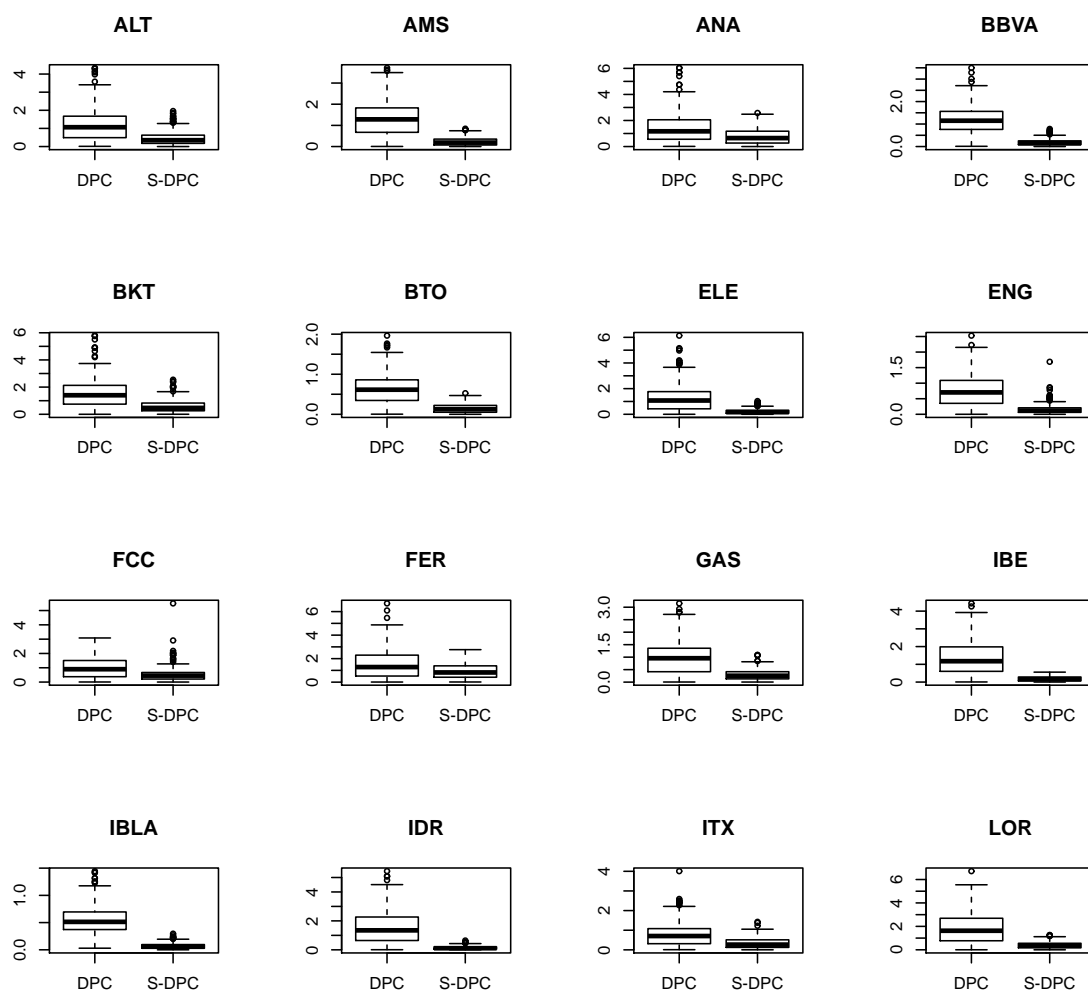 ALT AMS ANA BBVA
4 2 0 2 0 6 4 2 0 2.0 0.0
DPC S-DPC DPC S-DPC DPC S-DPC DPC S-DPC
BKT BTO ELE ENG
6 4 2 0 2.0 1.0 0.0 6 4 2 0 1.5 0.0
DPC S-DPC DPC S-DPC DPC S-DPC DPC S-DPC
FCC FER GAS IBE
4 2 0 6 4 2 0 3.0 1.5 0.0 4 2 0
DPC S-DPC DPC S-DPC DPC S-DPC DPC S-DPC
IBLA IDR ITX LOR
1.0 0.0 4 2 0 4 2 0 6 4 2 0
DPC S-DPC DPC S-DPC DPC S-DPC DPC S-DPC